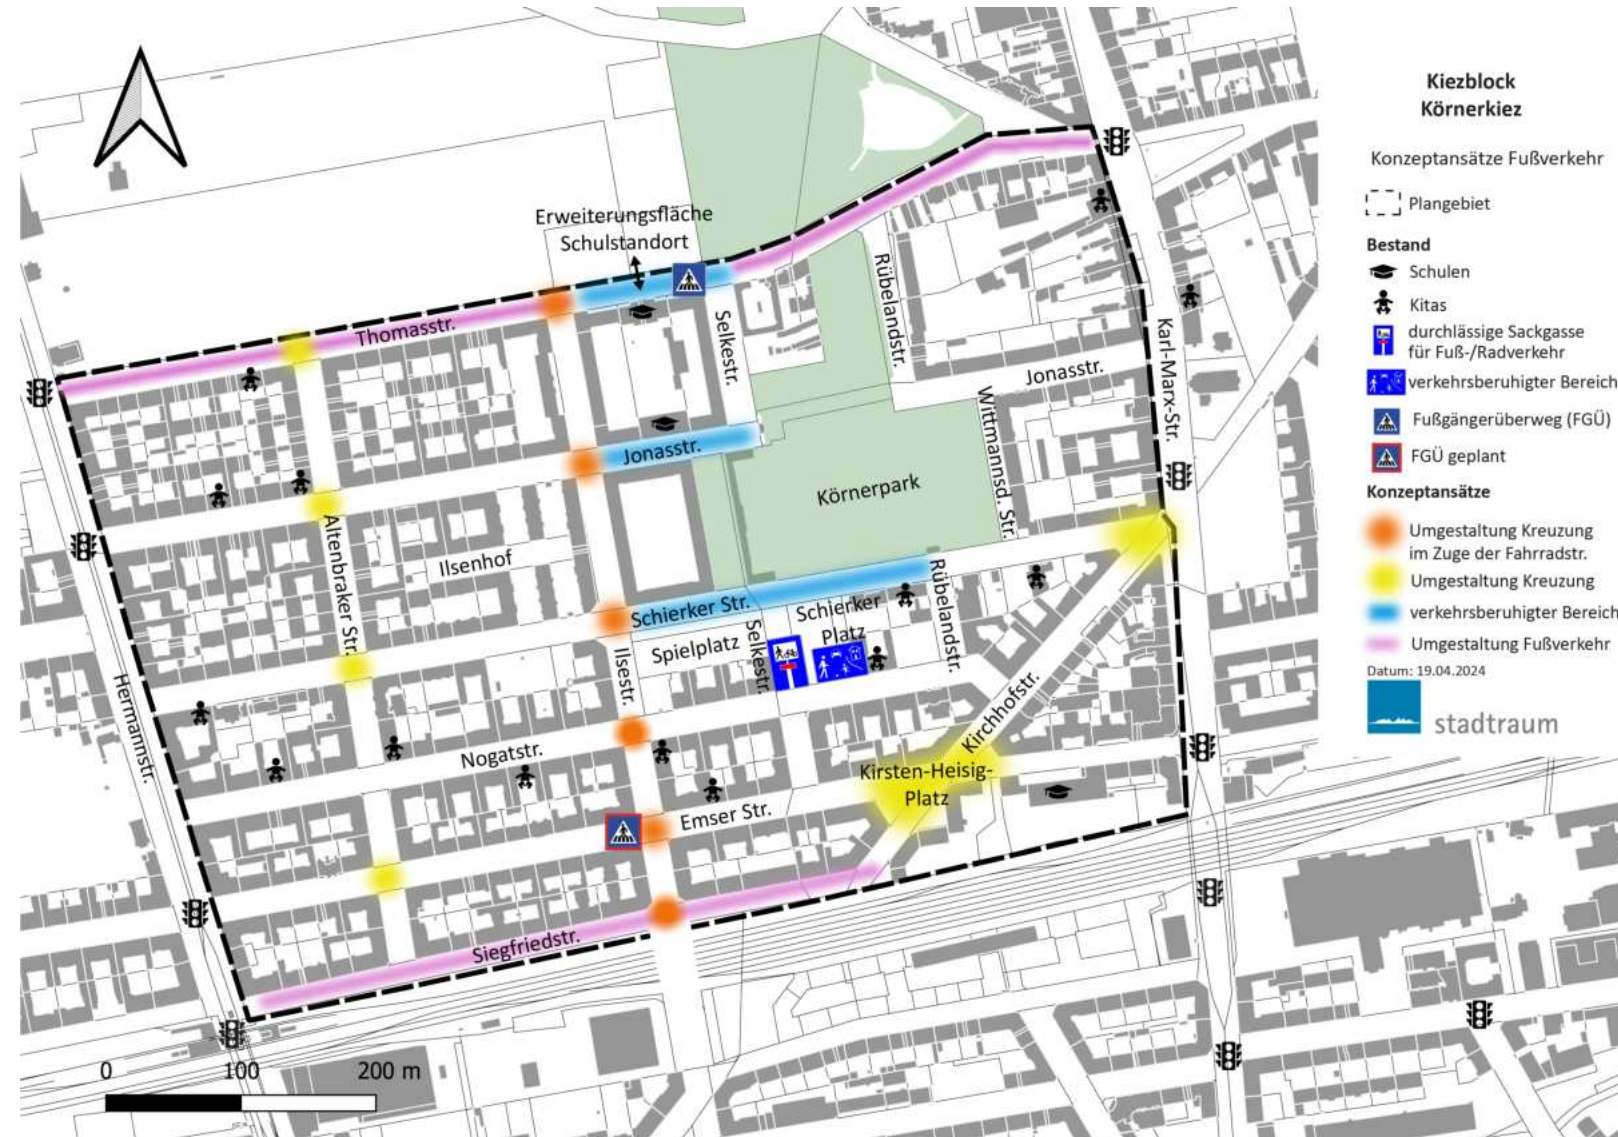 Kiezblock
Körnerkiez
Konzeptansätze Fußverkehr
Plangebiet
Bestand
Schulen
Kitas
durchlässige Sackgasse
für Fuß-/Radverkehr
verkehrsberuhigter Bereich
Fußgängerüberweg (FGÜ)
FGÜ geplant
Konzeptansätze
Umgestaltung Kreuzung
im Zuge der Fahrradstr.
Umgestaltung Kreuzung
verkehrsberuhigter Bereich
Umgestaltung Fußverkehr
Datum: 19.04.2024
stadtraum
Erweiterungsfläche
Schulstandort
Thomasstr.
Selkestr.
Rübelandstr.
Karl-Marx-Str.
Jonasstr.
Wittmannsd. Str.
Jonasstr.
Körnerpark
Altenbraker Str.
Ilsenhof
Schierker Str.
Schierker
Platz
Rübelandstr.
Spielplatz
Selkestr.
Ilsestr.
Hermannstr.
Nogatstr.
Kirchhofstr.
Kirsten-Heisig-
Platz
Emser Str.
Siegfriedstr.
0 100 200 m